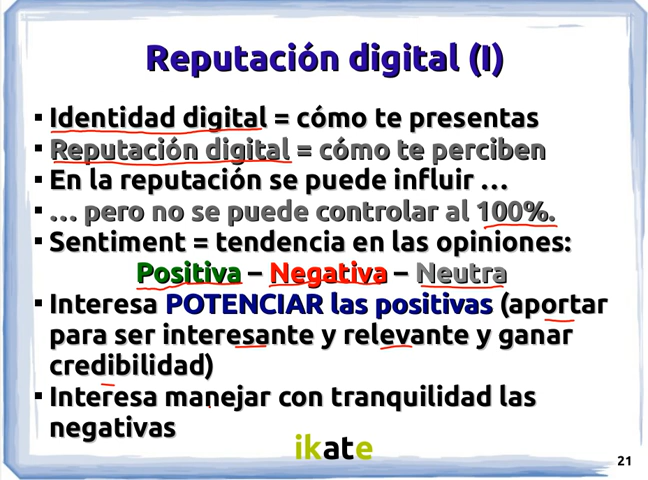 Reputación digital (I)
▪ Identidad digital = cómo te presentas
▪ Reputación digital = cómo te perciben
▪ En la reputación se puede influir ...
▪ ... pero no se puede controlar al 100%.
▪ Sentiment = tendencia en las opiniones:
Positiva – Negativa – Neutra
▪ Interesa POTENCIAR las positivas (aportar
para ser interesante y relevante y ganar
credibilidad)
▪ Interesa manejar con tranquilidad las
negativas
ikate
21